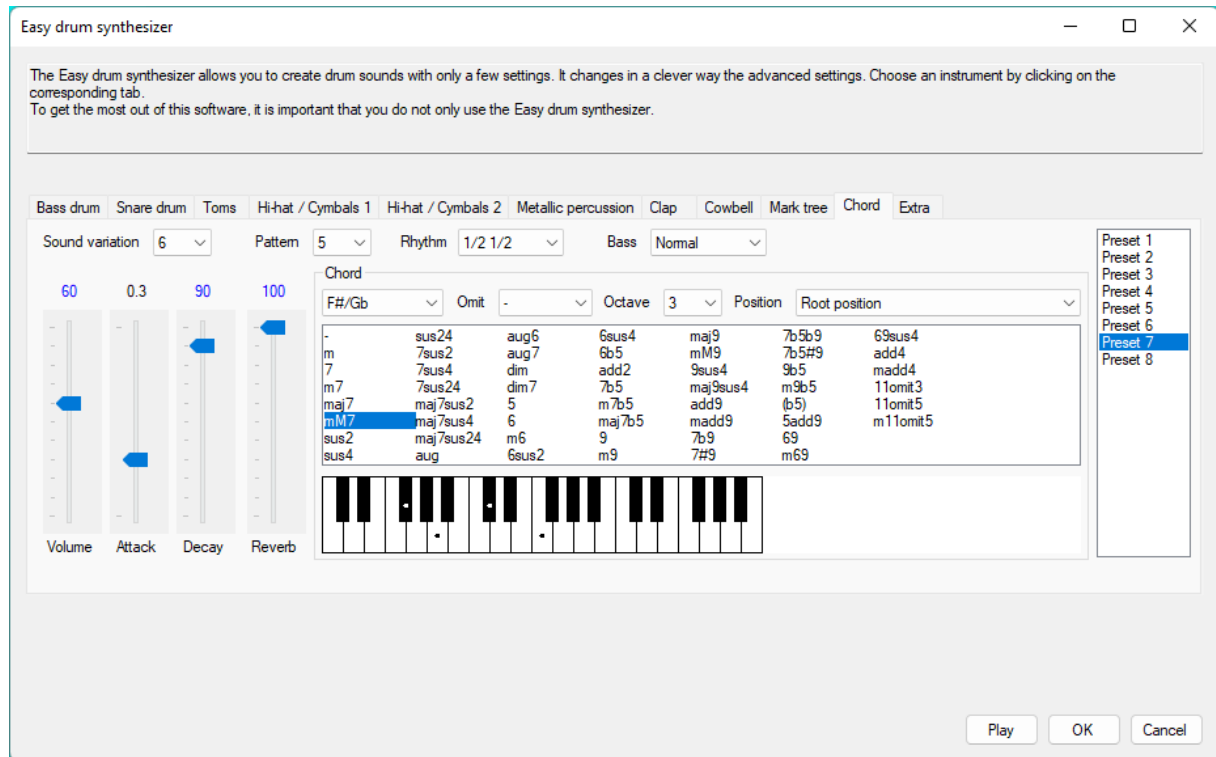 Easy drum synthesizer
The Easy drum synthesizer allows you to create drum sounds with only a few settings. It changes in a clever way the advanced settings. Choose an instrument by clicking on the
corresponding tab.
To get the most out of this software, it is important that you do not only use the Easy drum synthesizer.
Bass drum Snare drum Toms Hi-hat / Cymbals 1 Hi-hat / Cymbals 2 Metallic percussion Clap Cowbell Mark tree Chord Extra
Sound variation 6 Pattern 5 Rhythm 1/2 1/2 Bass Normal
60 0.3 90 100
Volume Attack Decay Reverb
Chord
F#/Gb Omit - Octave 3 Position Root position
- sus24 aug6 6sus4 maj9 7b5b9 69sus4
m 7sus2 aug7 6b5 mM9 7b5#9 add4
7 7sus4 dim add2 9sus4 9b5 madd4
m7 7sus24 dim7 7b5 maj9sus4 m9b5 11omit3
maj7 maj7sus2 5 m7b5 add9 (b5) 11omit5
mM7 maj7sus4 6 maj7b5 madd9 5add9 m11omit5
sus2 maj7sus24 m6 9 7b9 69
sus4 aug 6sus2 m9 7#9 m69
Preset 1
Preset 2
Preset 3
Preset 4
Preset 5
Preset 6
Preset 7
Preset 8
Play OK Cancel